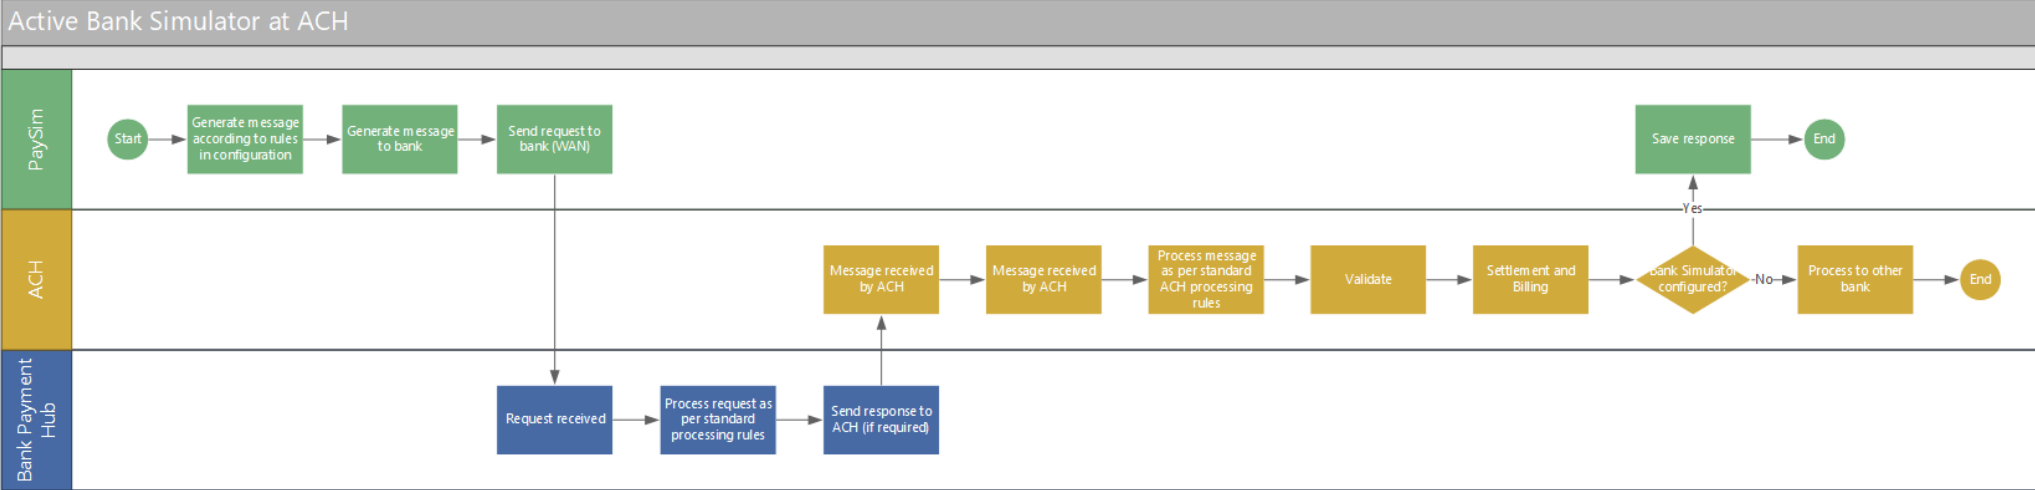 Active Bank Simulator at ACH
PaySim
Start
Generate message
according to rules
in configuration
Generate message
to bank
Send request to
bank (WAN)
Save response
End
Yes
ACH
Message received
by ACH
Message received
by ACH
Process message
as per standard
ACH processing
rules
Validate
Settlement and
Billing
Bank Simulator
configured?
No
Process to other
bank
End
Bank Payment
Hub
Request received
Process request as
per standard
processing rules
Send response to
ACH (if required)